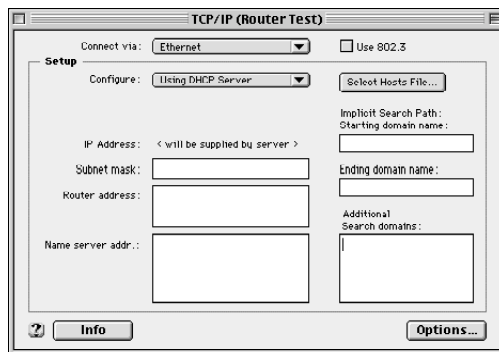 TCP/IP (Router Test)
Connect via: Ethernet
Use 802.3
Setup
Configure: Using DHCP Server
Select Hosts File...
Implicit Search Path:
Starting domain name:
IP Address: < will be supplied by server >
Subnet mask:
Ending domain name:
Router address:
Additional
Search domains:
Name server addr.:
?
Info
Options...